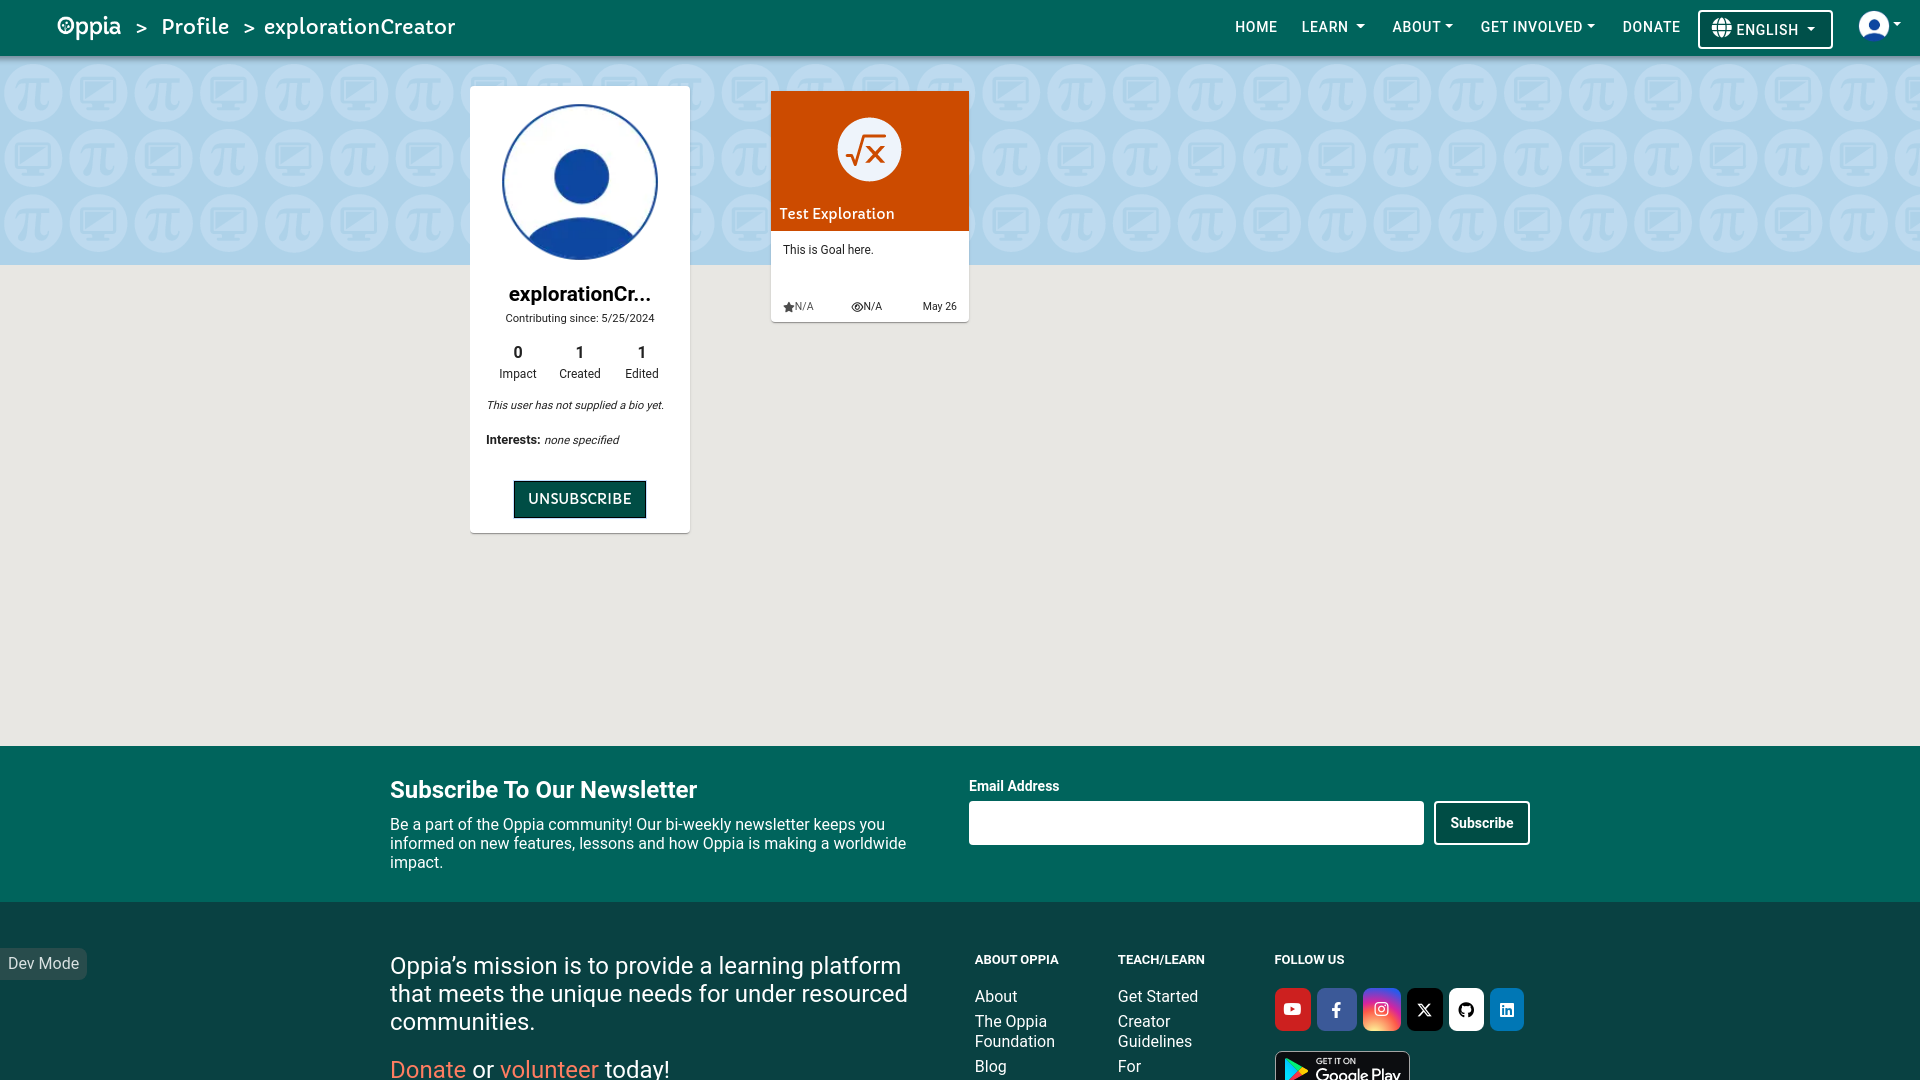 Oppia > Profile > explorationCreator
HOME LEARN ABOUT GET INVOLVED DONATE ENGLISH
Test Exploration
This is Goal here.
N/A N/A May 26
explorationCr...
Contributing since: 5/25/2024
0 1 1
Impact Created Edited
This user has not supplied a bio yet.
Interests: none specified
UNSUBSCRIBE
Subscribe To Our Newsletter
Be a part of the Oppia community! Our bi-weekly newsletter keeps you
informed on new features, lessons and how Oppia is making a worldwide
impact.
Email Address
Subscribe
Dev Mode
Oppia’s mission is to provide a learning platform
that meets the unique needs for under resourced
communities.
Donate or volunteer today!
ABOUT OPPIA
About
The Oppia
Foundation
Blog
TEACH/LEARN
Get Started
Creator
Guidelines
For
FOLLOW US
GET IT ON
Google Play